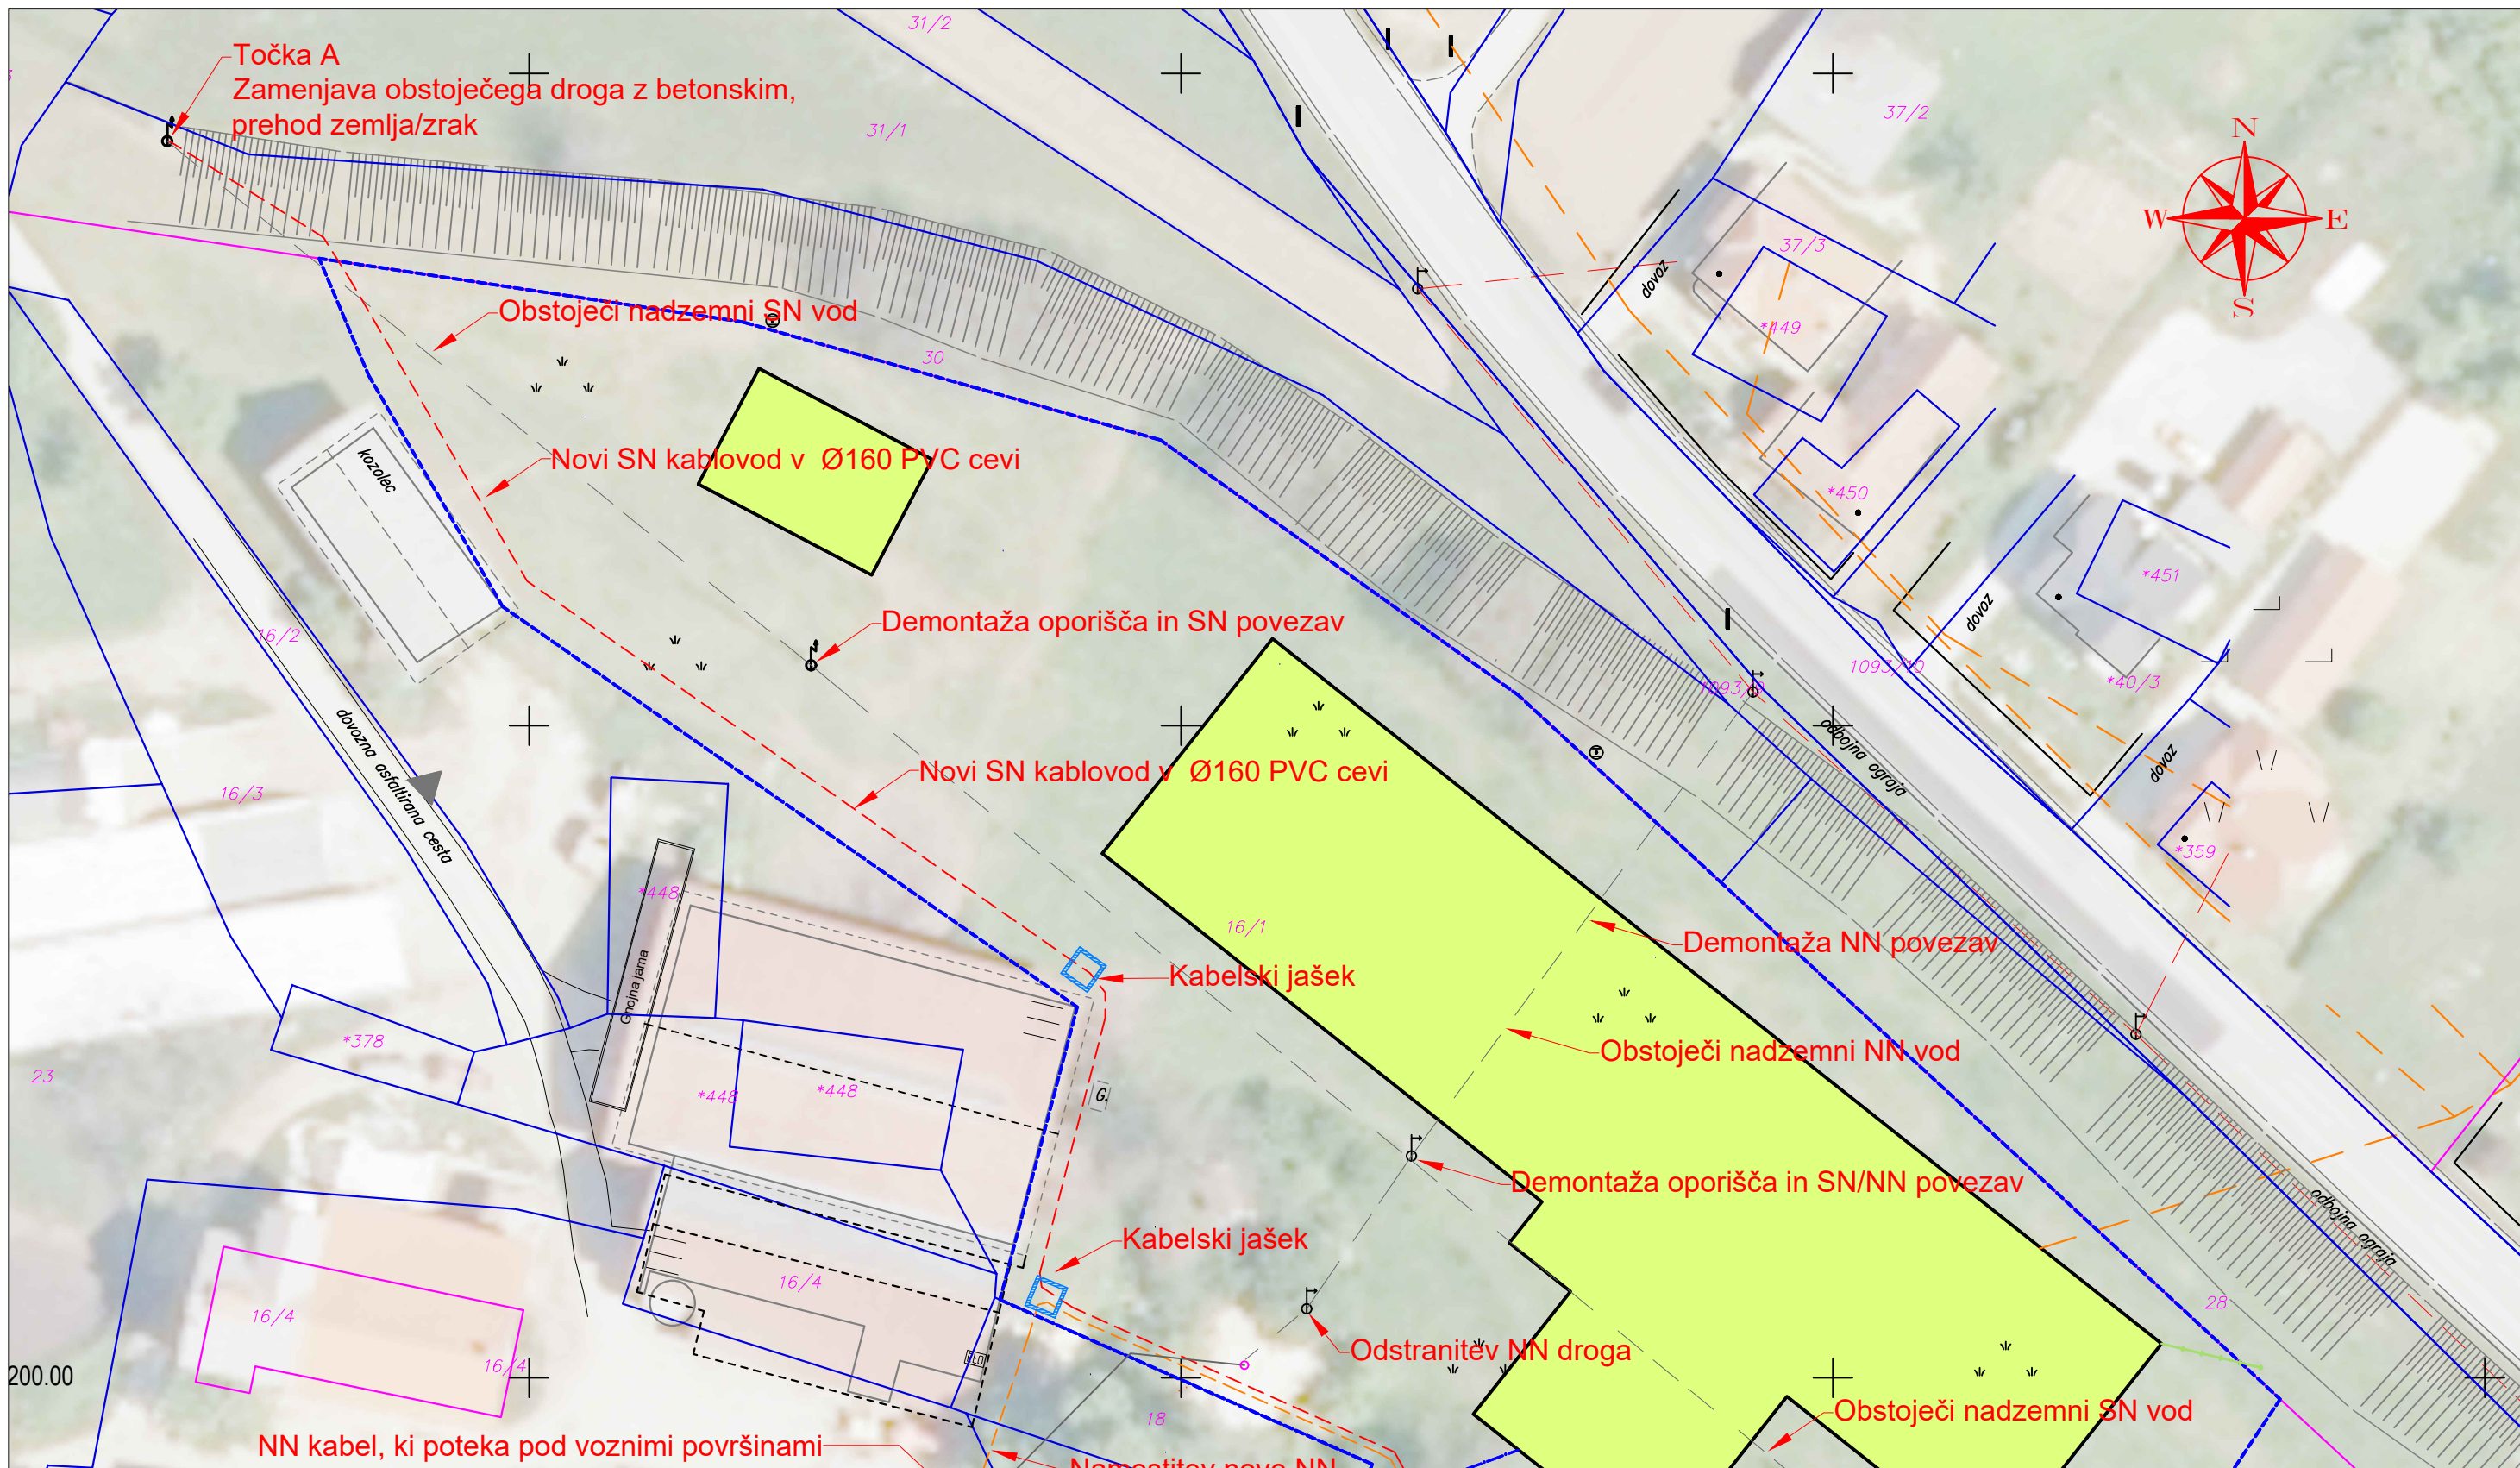 31/2
Točka A
Zamenjava obstoječega droga z betonskim,
prehod zemlja/zrak
31/1
37/2
N
W
E
S
37/3
dovoz
*449
Obstoječi nadzemni SN vod
30
Novi SN kablovod v Ø160 PVC cevi
kozolec
*450
*451
dovoz
16/2
Demontaža oporišča in SN povezav
1093/10
*40/3
odbojna ograja
dovoz
dovozna asfaltirana cesta
Novi SN kablovod v Ø160 PVC cevi
16/3
*359
*448
16/1
Demontaža NN povezav
Kabelski jašek
Gnojna jama
*378
Obstoječi nadzemni NN vod
23
*448
*448
G.
Demontaža oporišča in SN/NN povezav
odbojna ograja
Kabelski jašek
16/4
28
16/4
Odstranitev NN droga
16/4
200.00
18
Obstoječi nadzemni SN vod
NN kabel, ki poteka pod voznimi površinami
Namestitev nove NN